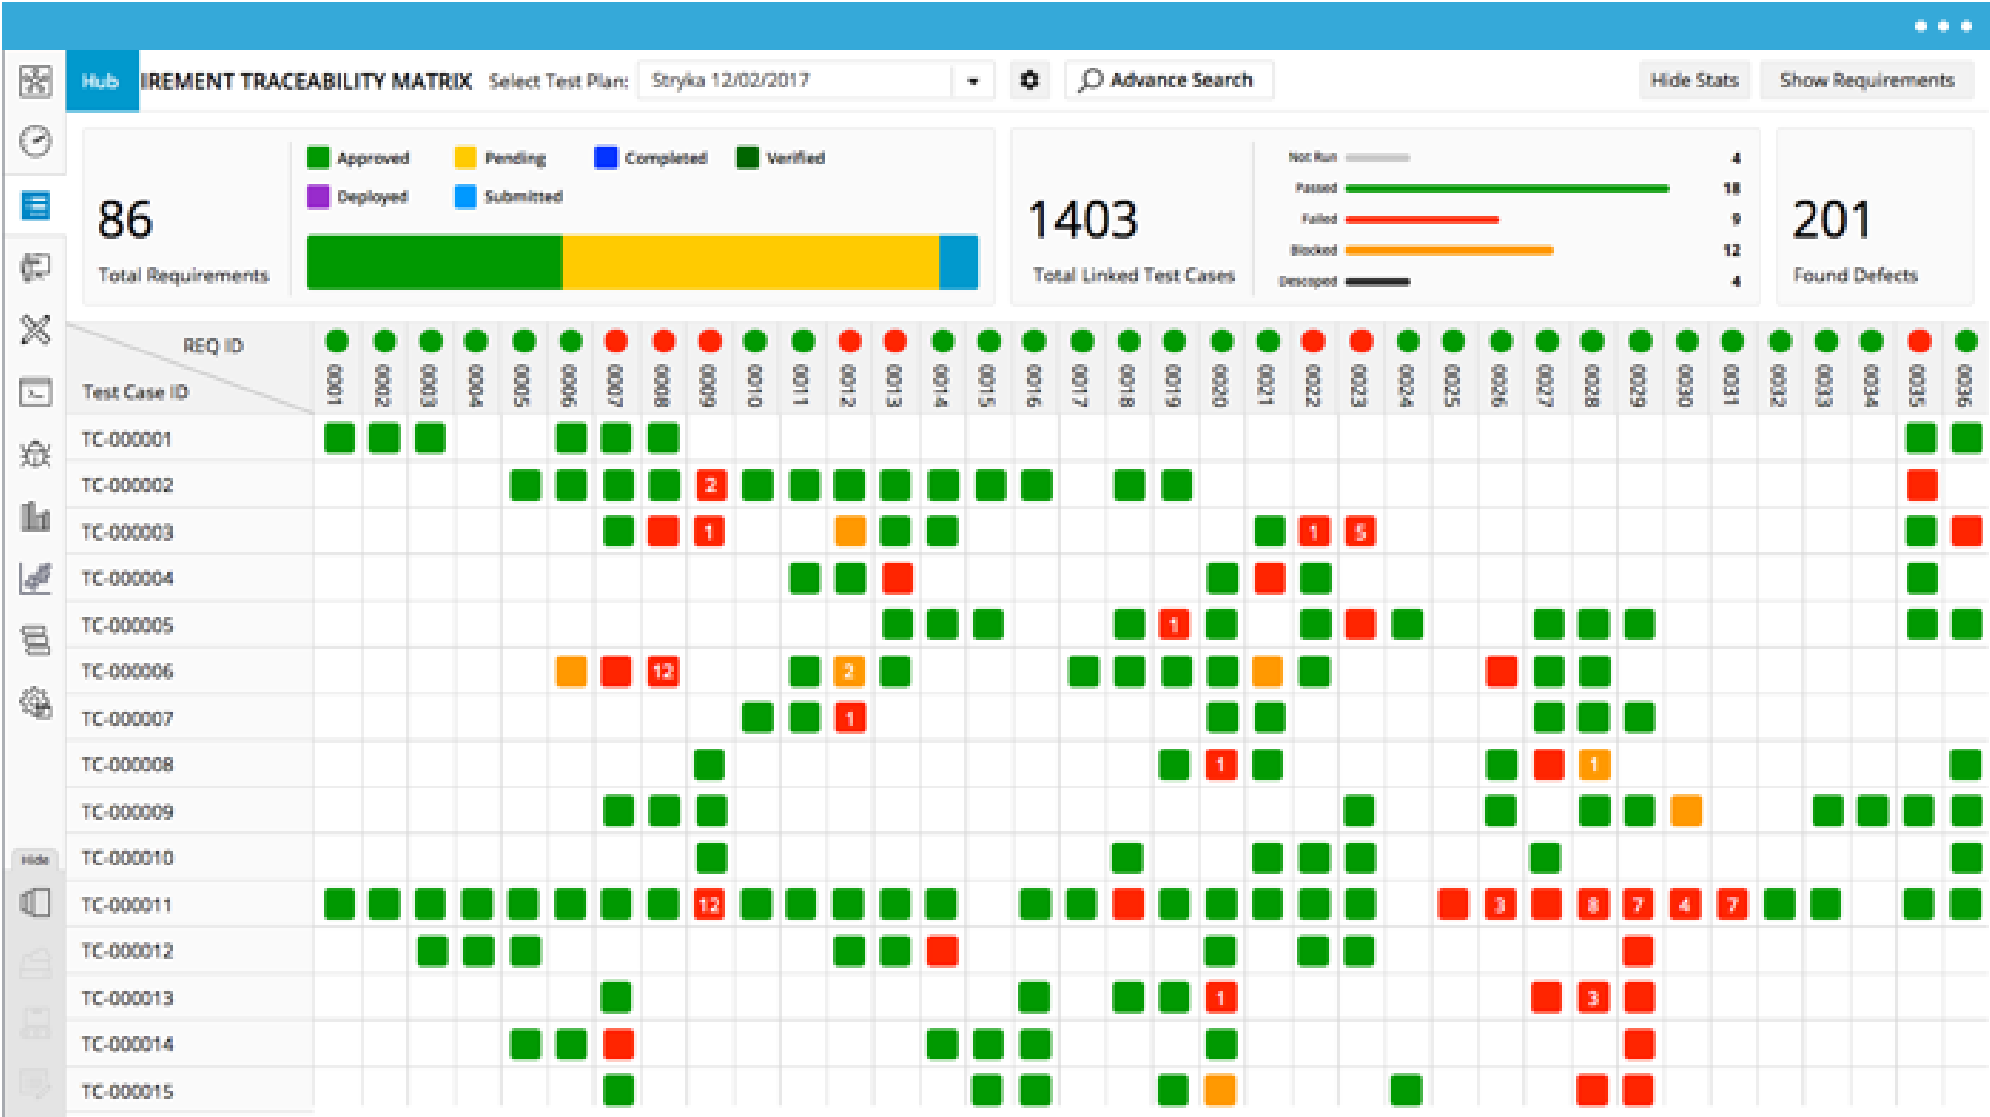 Hub IREMENT TRACEABILITY MATRIX Select Test Plan: Stryka 12/02/2017 Advance Search Hide Stats Show Requirements
86
Total Requirements
Approved Pending Completed Verified
Deployed Submitted
1403
Total Linked Test Cases
Not Run 4
Passed 18
Failed 9
Blocked 12
Descoped 4
201
Found Defects
REQ ID
Test Case ID
0001 0002 0003 0004 0005 0006 0007 0008 0009 0010 0011 0012 0013 0014 0015 0016 0017 0018 0019 0020 0021 0022 0023 0024 0025 0026 0027 0028 0029 0030 0031 0032 0033 0034 0035 0036
TC-000001
TC-000002 2
TC-000003 1 1 5
TC-000004
TC-000005 1
TC-000006 12 2
TC-000007 1
TC-000008 1 1
TC-000009
TC-000010
TC-000011 12 3 8 7 4 7
TC-000012
TC-000013 1 3
TC-000014
TC-000015
Hide